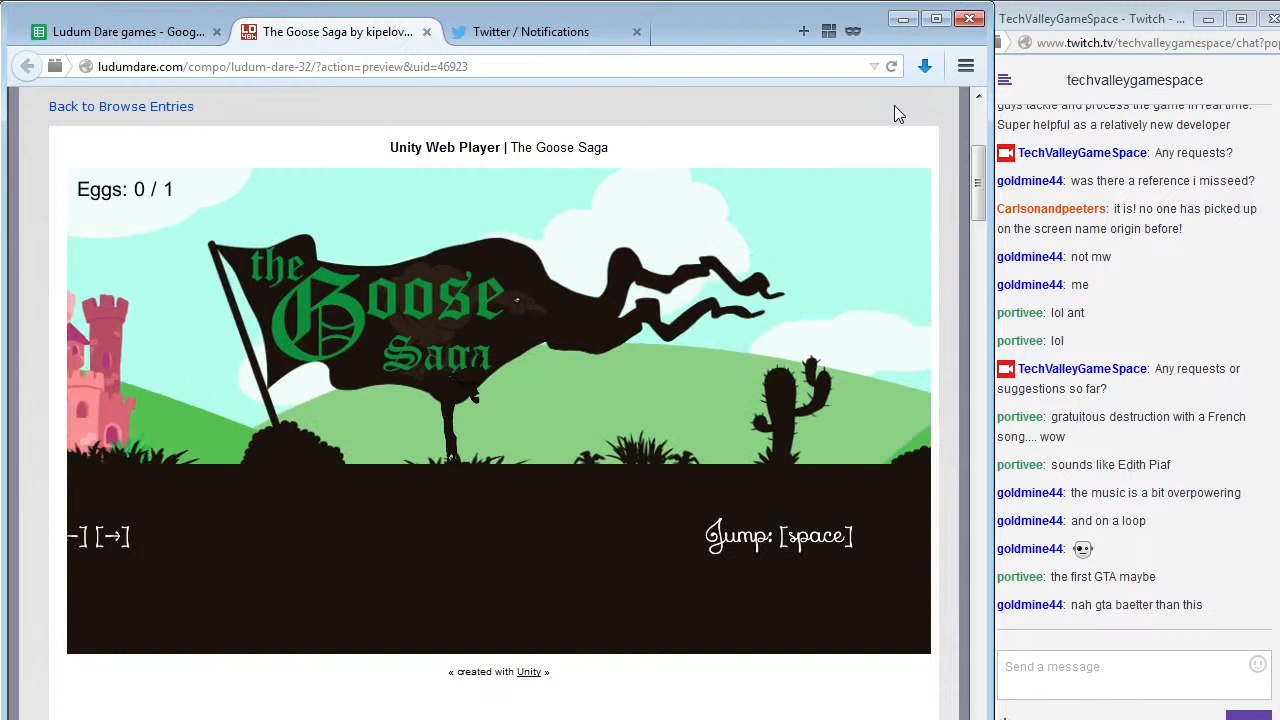 Ludum Dare games - Goog...
The Goose Saga by kipelov...
Twitter / Notifications
ludumdare.com/compo/ludum-dare-32/?action=preview&uid=46923
Back to Browse Entries
Unity Web Player | The Goose Saga
Eggs: 0 / 1
the
Goose
Saga
[→]
Jump: [space]
« created with Unity »
TechValleyGameSpace - Twitch - ...
www.twitch.tv/techvalleygamespace/chat?po
techvalleygamespace
guys tackle and process the game in real time.
Super helpful as a relatively new developer
TechValleyGameSpace: Any requests?
goldmine44: was there a reference i misseed?
Carlsonandpeeters: it is! no one has picked up
on the screen name origin before!
goldmine44: not mw
goldmine44: me
portivee: lol ant
portivee: lol
TechValleyGameSpace: Any requests or
suggestions so far?
portivee: gratuitous destruction with a French
song.... wow
portivee: sounds like Edith Piaf
goldmine44: the music is a bit overpowering
goldmine44: and on a loop
goldmine44:
portivee: the first GTA maybe
goldmine44: nah gta baetter than this
Send a message